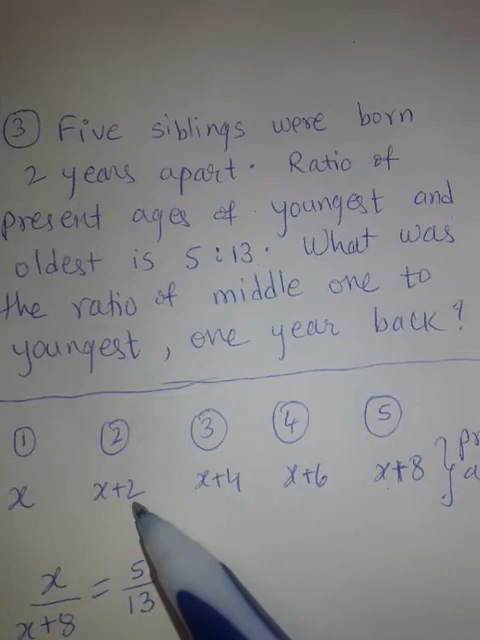 ③ Five siblings were born
2 years apart. Ratio of
present ages of youngest and
oldest is 5:13. What was
the ratio of middle one to
youngest, one year back?
① ② ③ ④ ⑤
x x+2 x+4 x+6 x+8 }
x/x+8 = 5/13